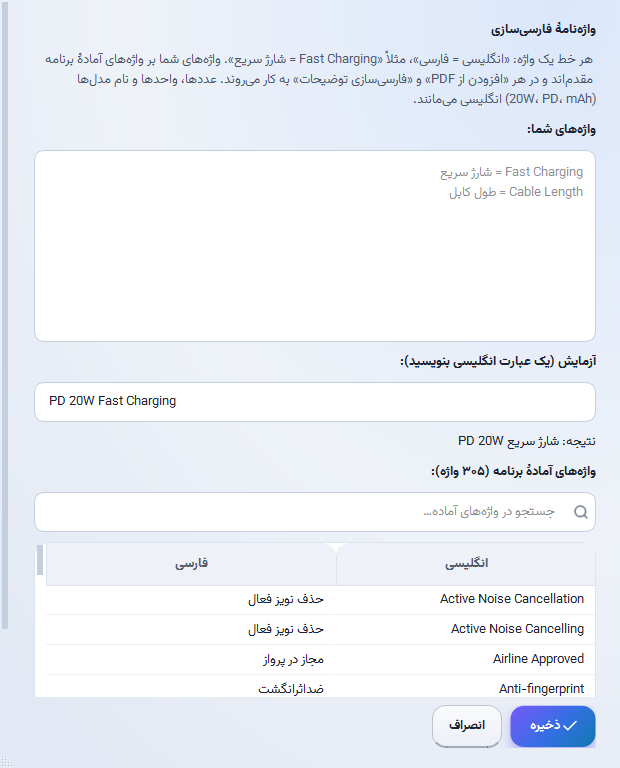 واژه‌نامهٔ فارسی‌سازی
هر خط یک واژه: «انگلیسی = فارسی»، مثلاً «Fast Charging = شارژ سریع». واژه‌های شما بر واژه‌های آمادهٔ برنامه
مقدم‌اند و در هر «افزودن از PDF» و «فارسی‌سازی توضیحات» به کار می‌روند. عددها، واحدها و نام مدل‌ها
(20W، PD، mAh) انگلیسی می‌مانند.
واژه‌های شما:
Fast Charging = شارژ سریع
Cable Length = طول کابل
آزمایش (یک عبارت انگلیسی بنویسید):
PD 20W Fast Charging
نتیجه: شارژ سریع PD 20W
واژه‌های آمادهٔ برنامه (۳۰۵ واژه):
جستجو در واژه‌های آماده...
انگلیسی فارسی
Active Noise Cancellation حذف نویز فعال
Active Noise Cancelling حذف نویز فعال
Airline Approved مجاز در پرواز
Anti-fingerprint ضداثرانگشت
ذخیره انصراف